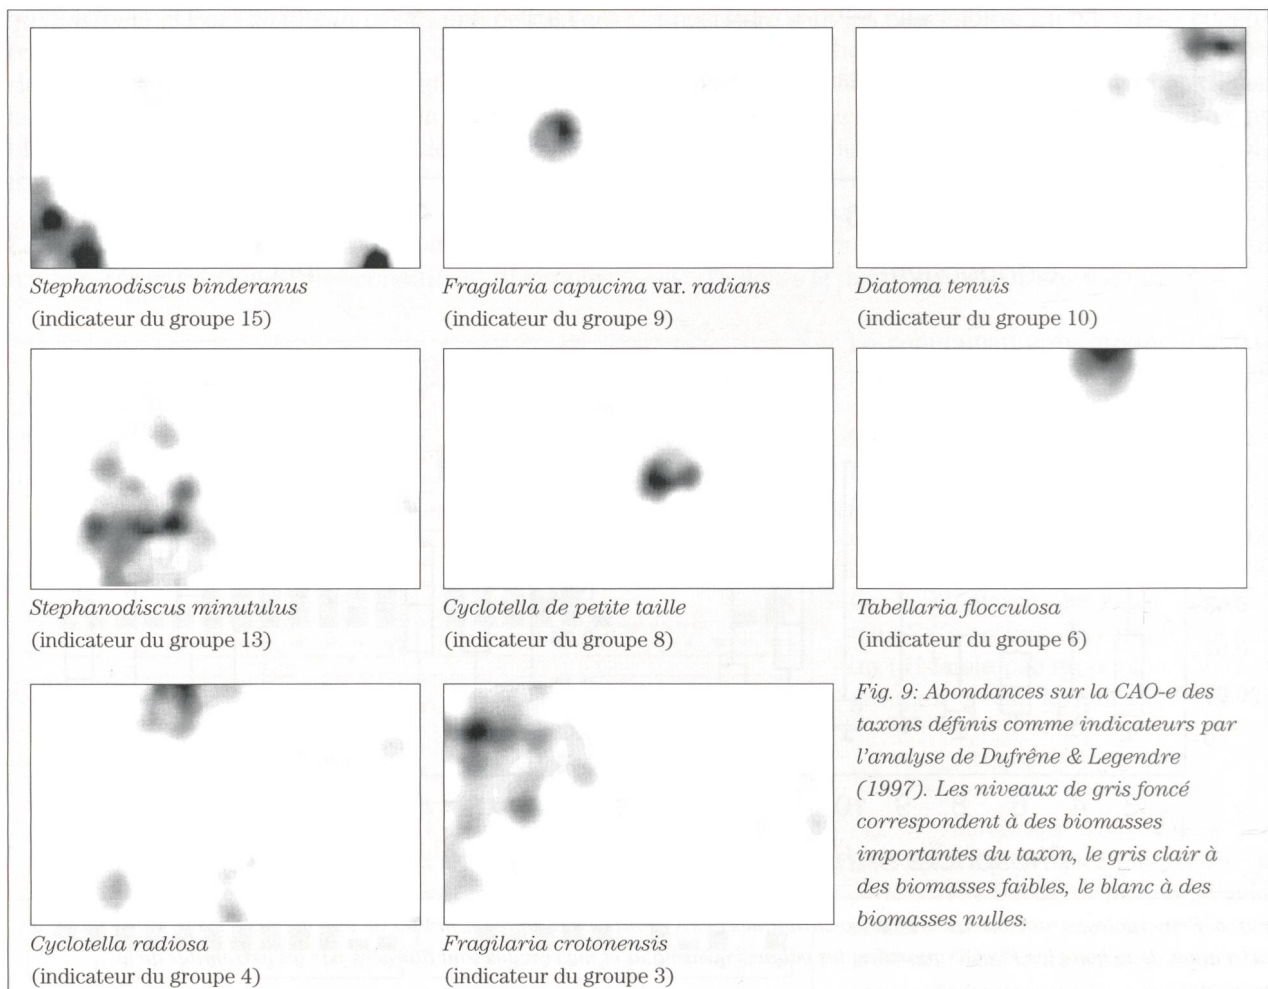 Stephanodiscus binderanus
(indicateur du groupe 15)
Fragilaria capucina var. radians
(indicateur du groupe 9)
Diatoma tenuis
(indicateur du groupe 10)
Stephanodiscus minutulus
(indicateur du groupe 13)
Cyclotella de petite taille
(indicateur du groupe 8)
Tabellaria flocculosa
(indicateur du groupe 6)
Cyclotella radiosa
(indicateur du groupe 4)
Fragilaria crotonensis
(indicateur du groupe 3)
Fig. 9: Abondances sur la CAO-e des
taxons définis comme indicateurs par
l'analyse de Dufrêne & Legendre
(1997). Les niveaux de gris foncé
correspondent à des biomasses
importantes du taxon, le gris clair à
des biomasses faibles, le blanc à des
biomasses nulles.